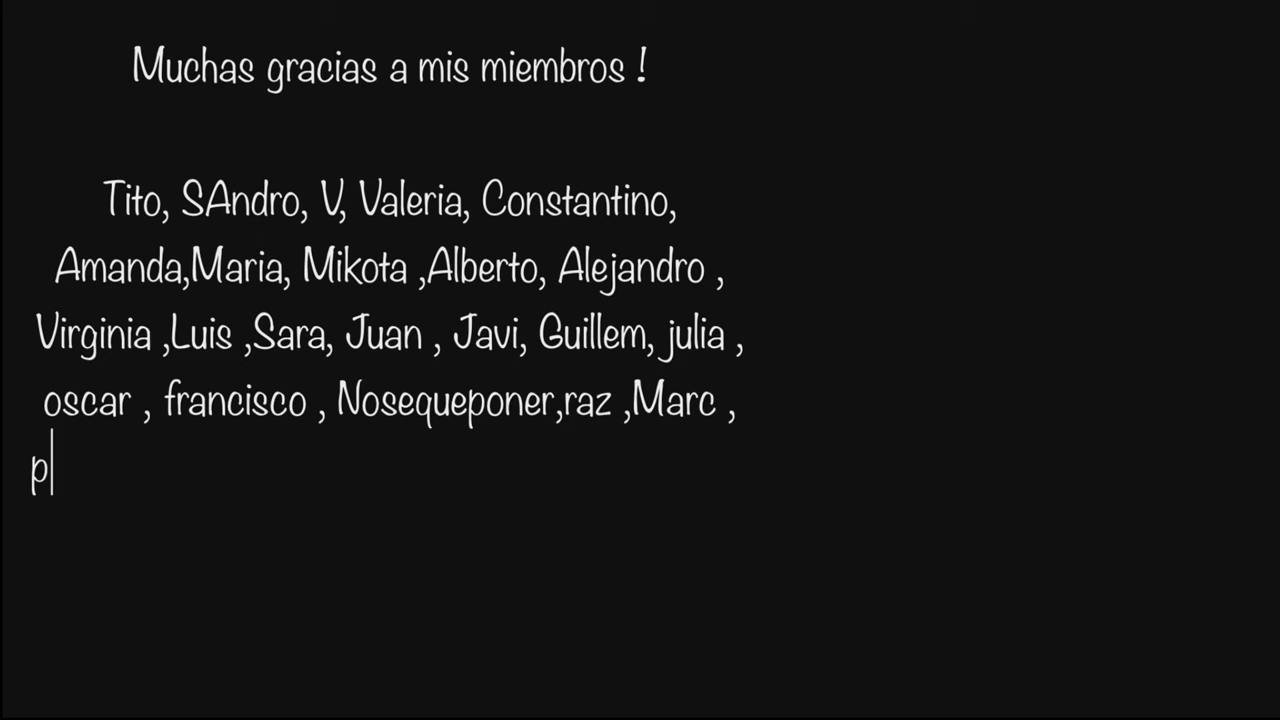 Muchas gracias a mis miembros !
Tito, SAndro, V, Valeria, Constantino,
Amanda,Maria, Mikota ,Alberto, Alejandro ,
Virginia ,Luis ,Sara, Juan , Javi, Guillem, julia ,
oscar , francisco , Nosequeponer,raz ,Marc ,
p